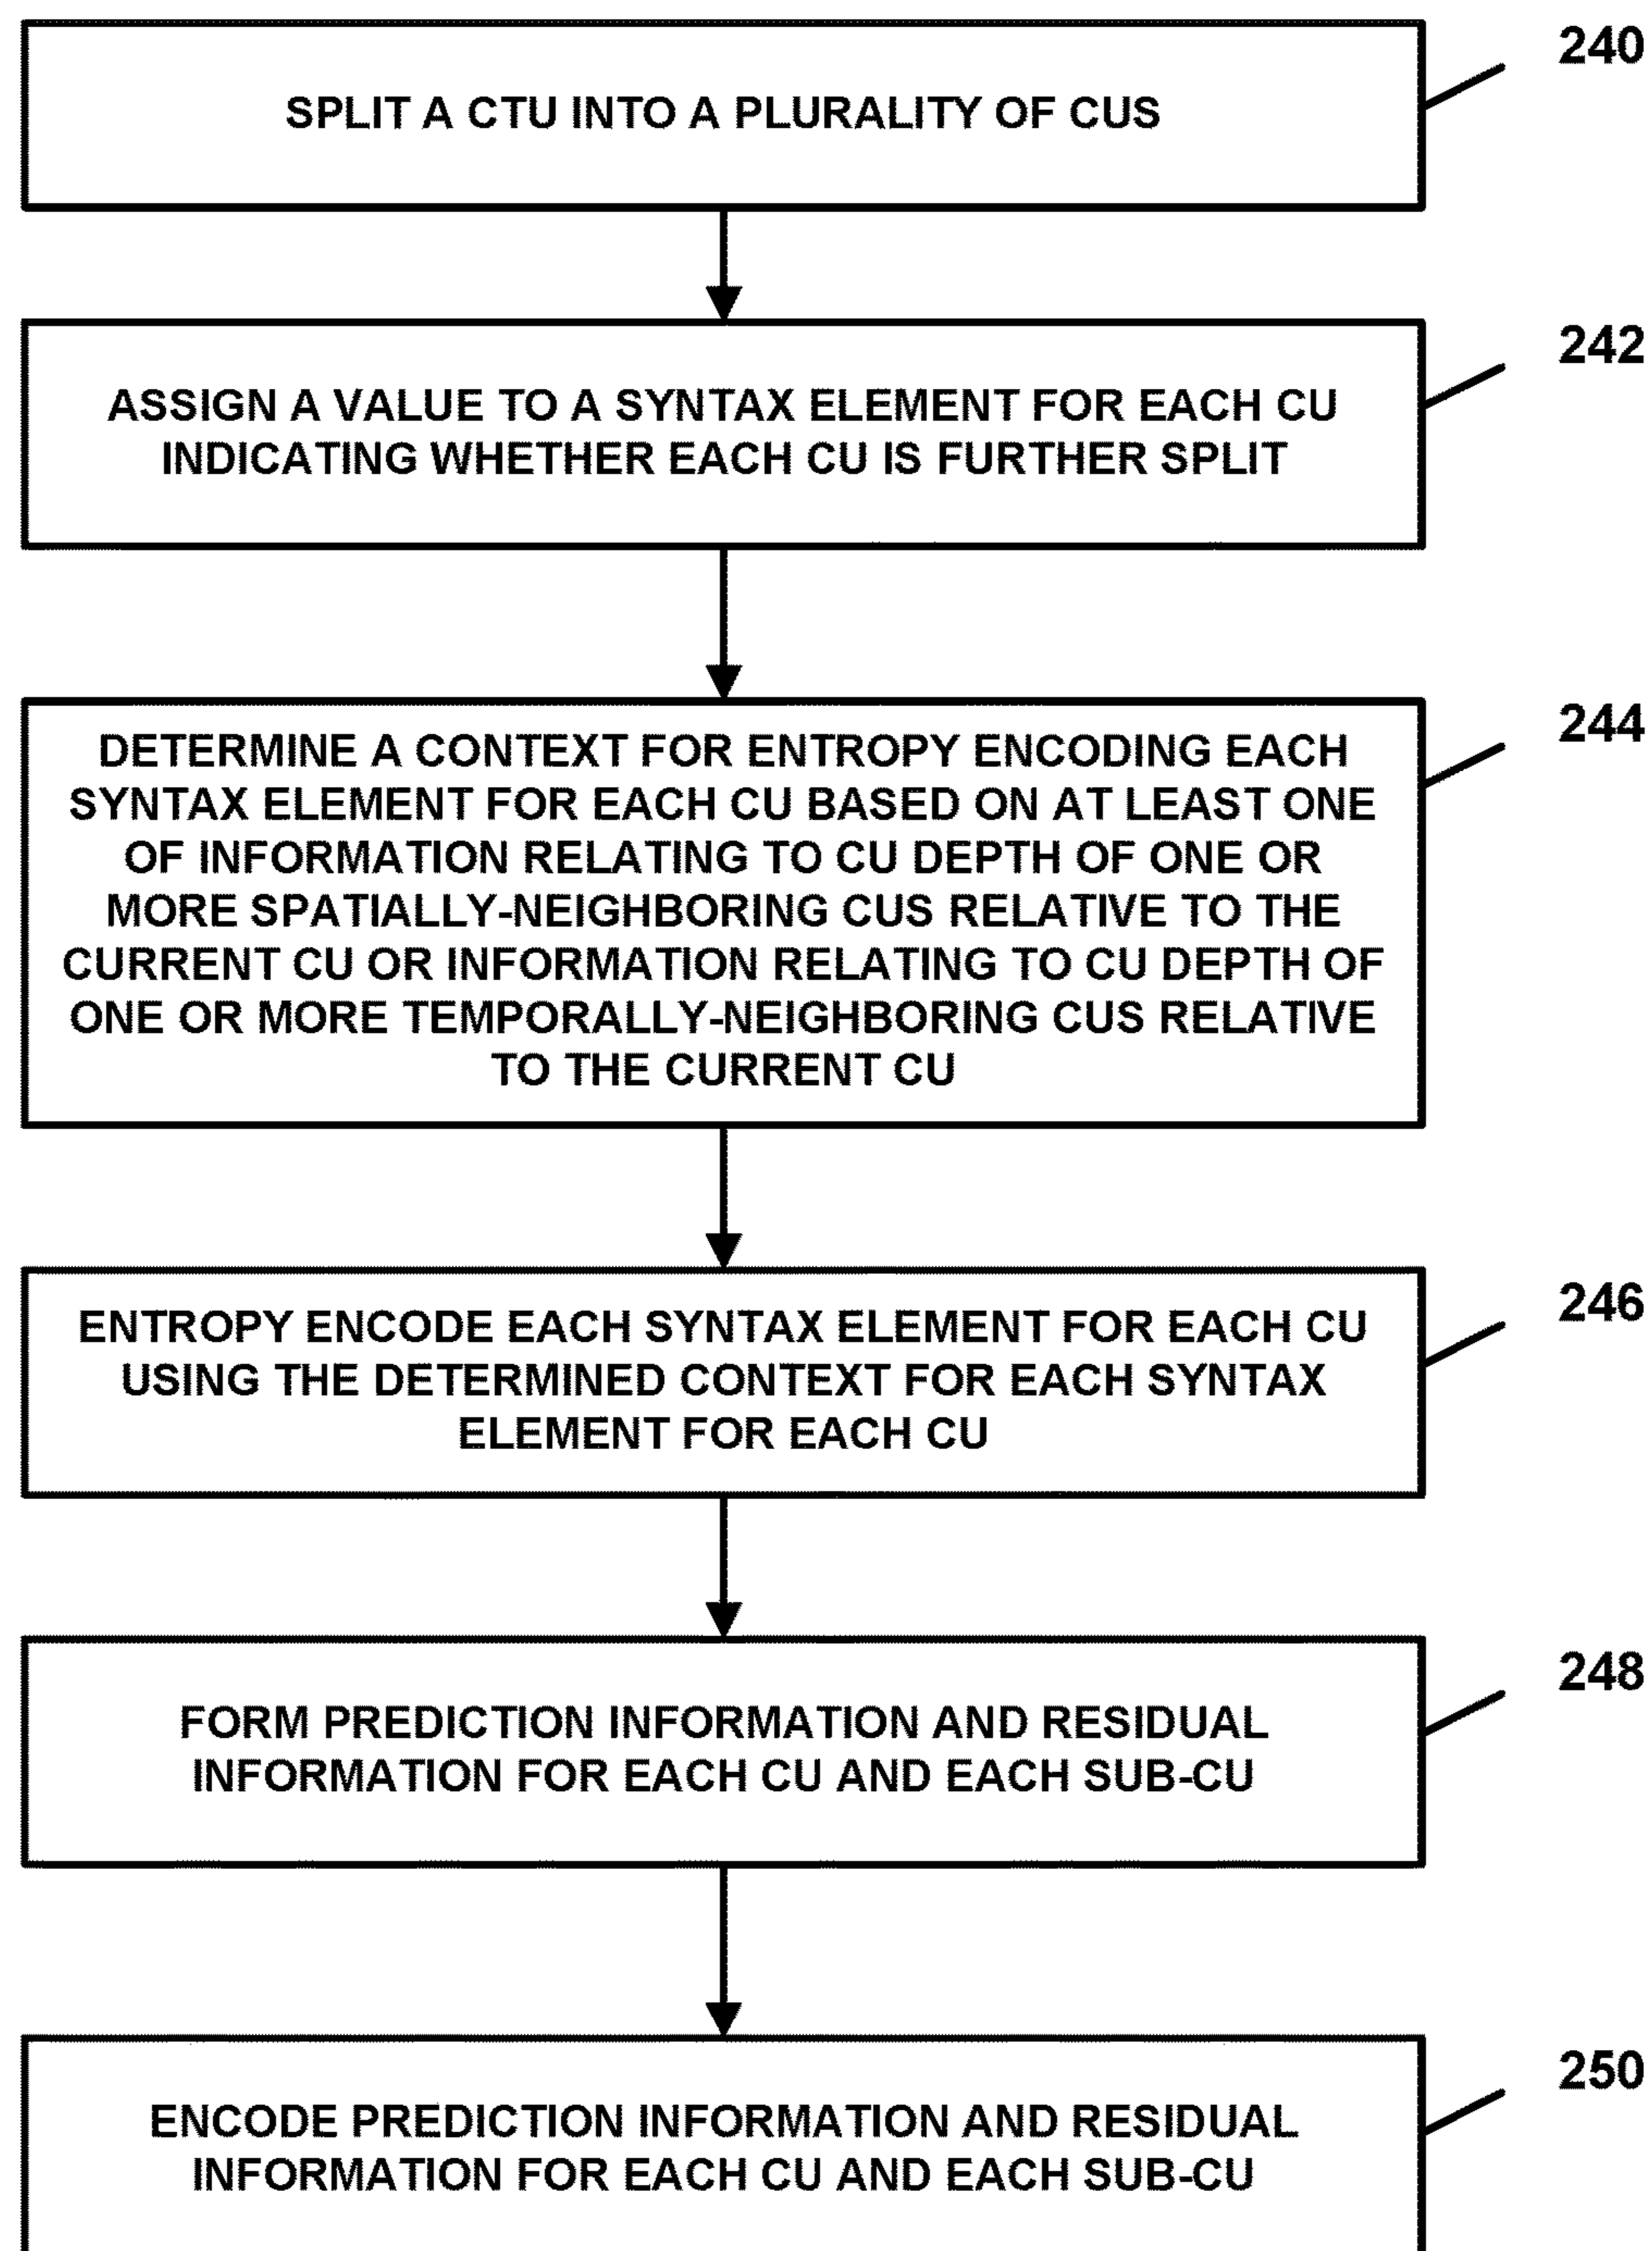 240
SPLIT A CTU INTO A PLURALITY OF CUS
242
ASSIGN A VALUE TO A SYNTAX ELEMENT FOR EACH CU
INDICATING WHETHER EACH CU IS FURTHER SPLIT
244
DETERMINE A CONTEXT FOR ENTROPY ENCODING EACH
SYNTAX ELEMENT FOR EACH CU BASED ON AT LEAST ONE
OF INFORMATION RELATING TO CU DEPTH OF ONE OR
MORE SPATIALLY-NEIGHBORING CUS RELATIVE TO THE
CURRENT CU OR INFORMATION RELATING TO CU DEPTH OF
ONE OR MORE TEMPORALLY-NEIGHBORING CUS RELATIVE
TO THE CURRENT CU
246
ENTROPY ENCODE EACH SYNTAX ELEMENT FOR EACH CU
USING THE DETERMINED CONTEXT FOR EACH SYNTAX
ELEMENT FOR EACH CU
248
FORM PREDICTION INFORMATION AND RESIDUAL
INFORMATION FOR EACH CU AND EACH SUB-CU
250
ENCODE PREDICTION INFORMATION AND RESIDUAL
INFORMATION FOR EACH CU AND EACH SUB-CU